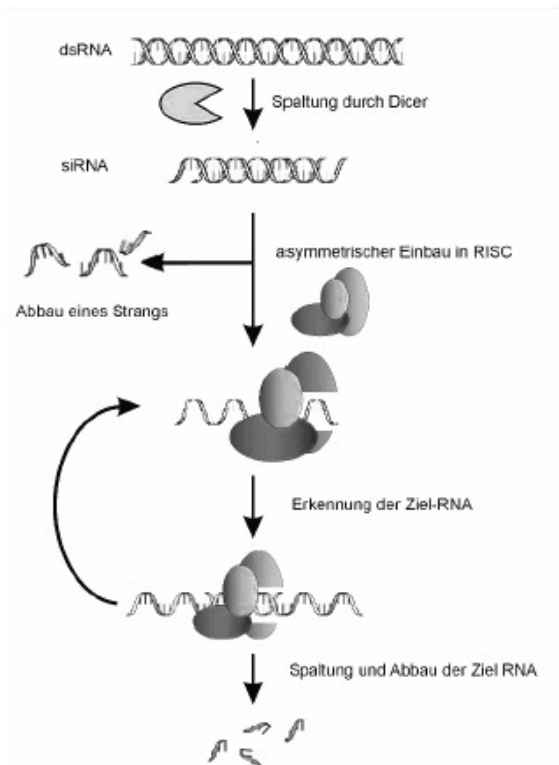 dsRNA
Spaltung durch Dicer
siRNA
asymmetrischer Einbau in RISC
Abbau eines Strangs
Erkennung der Ziel-RNA
Spaltung und Abbau der Ziel RNA